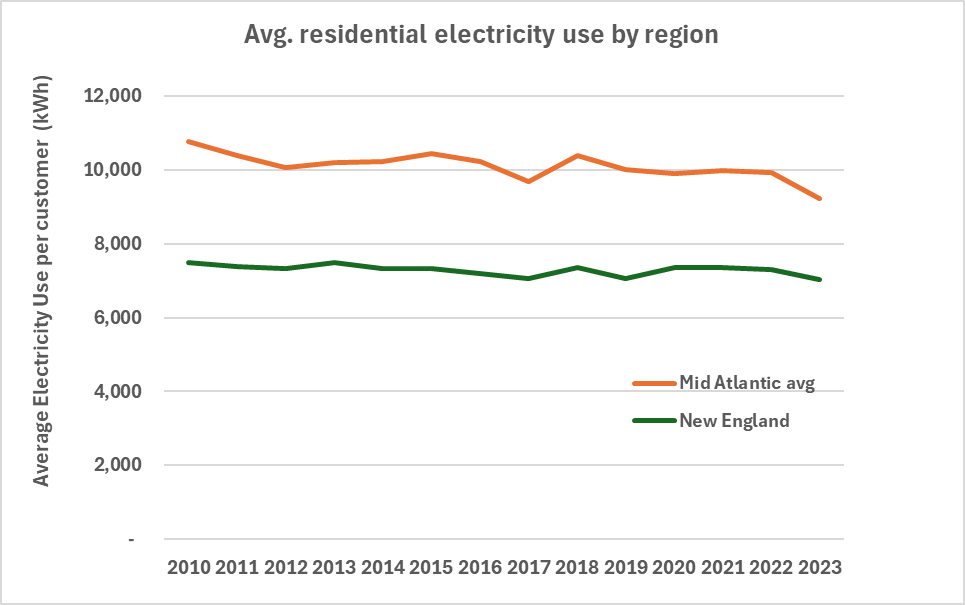 Avg. residential electricity use by region
Average Electricity Use per customer (kWh)
12,000
10,000
8,000
6,000
4,000
2,000
-
Mid Atlantic avg
New England
2010 2011 2012 2013 2014 2015 2016 2017 2018 2019 2020 2021 2022 2023